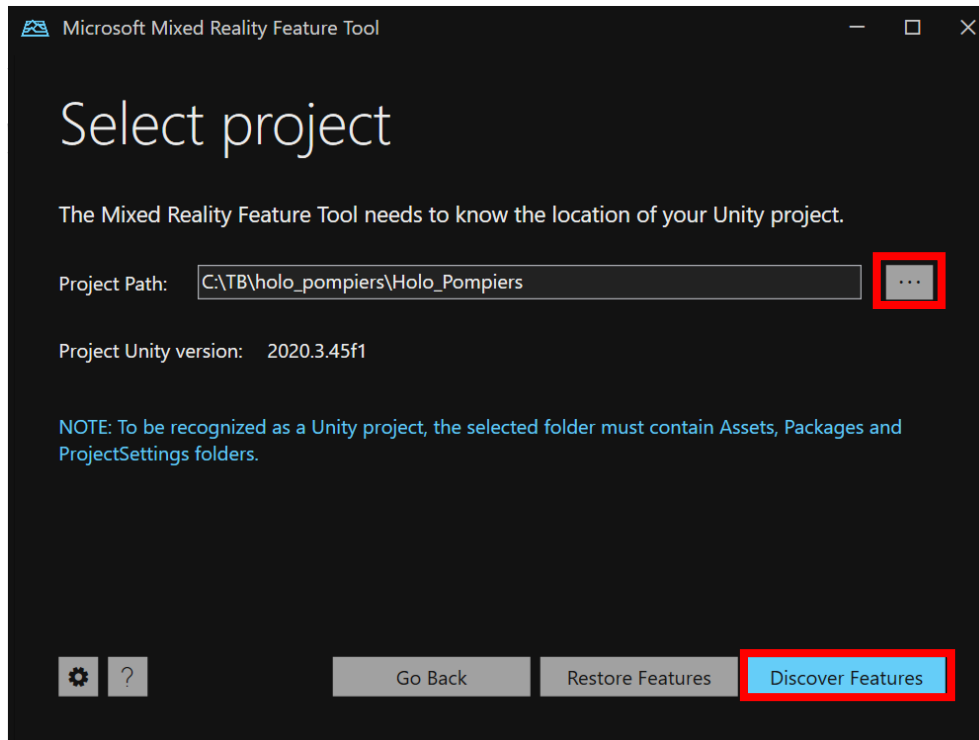 Microsoft Mixed Reality Feature Tool
Select project
The Mixed Reality Feature Tool needs to know the location of your Unity project.
Project Path: C:\TB\holo_pompiers\Holo_Pompiers ...
Project Unity version: 2020.3.45f1
NOTE: To be recognized as a Unity project, the selected folder must contain Assets, Packages and
ProjectSettings folders.
? Go Back Restore Features Discover Features